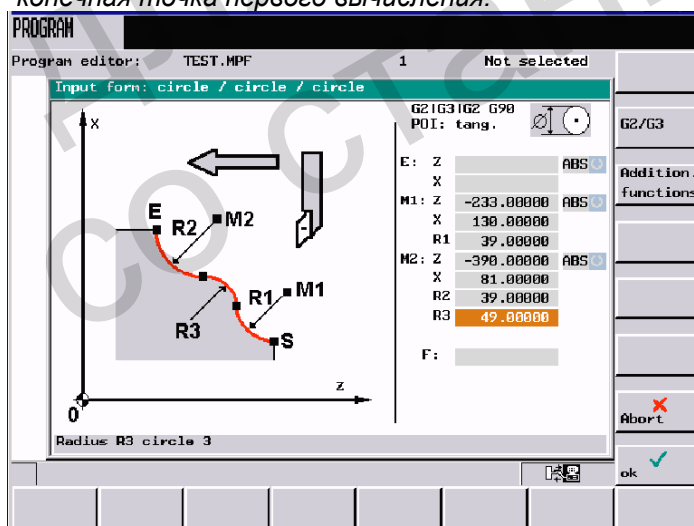 конечная точка первого вычисления.
PROGRAM
Program editor: TEST.MPF 1 Not selected
Input form: circle / circle / circle
G2|G3|G2 G90
POI: tang.
G2/G3
Addition.
functions
X
E: Z ABS
X
M1: Z -233.00000 ABS
X 130.00000
R1 39.00000
M2: Z -390.00000 ABS
X 81.00000
R2 39.00000
R3 49.00000
F:
E
R2
M2
R1
M1
R3
S
Z
0
Abort
Radius R3 circle 3
ok